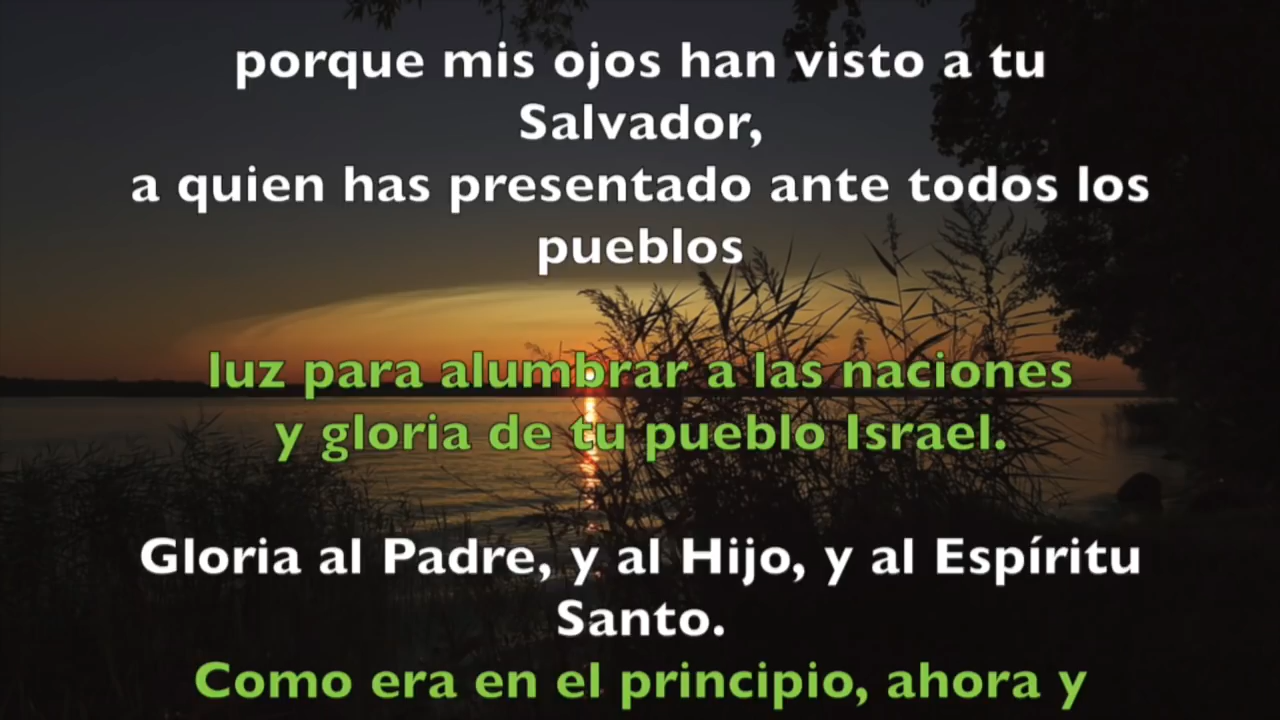 porque mis ojos han visto a tu
Salvador,
a quien has presentado ante todos los
pueblos
luz para alumbrar a las naciones
y gloria de tu pueblo Israel.
Gloria al Padre, y al Hijo, y al Espíritu
Santo.
Como era en el principio, ahora y